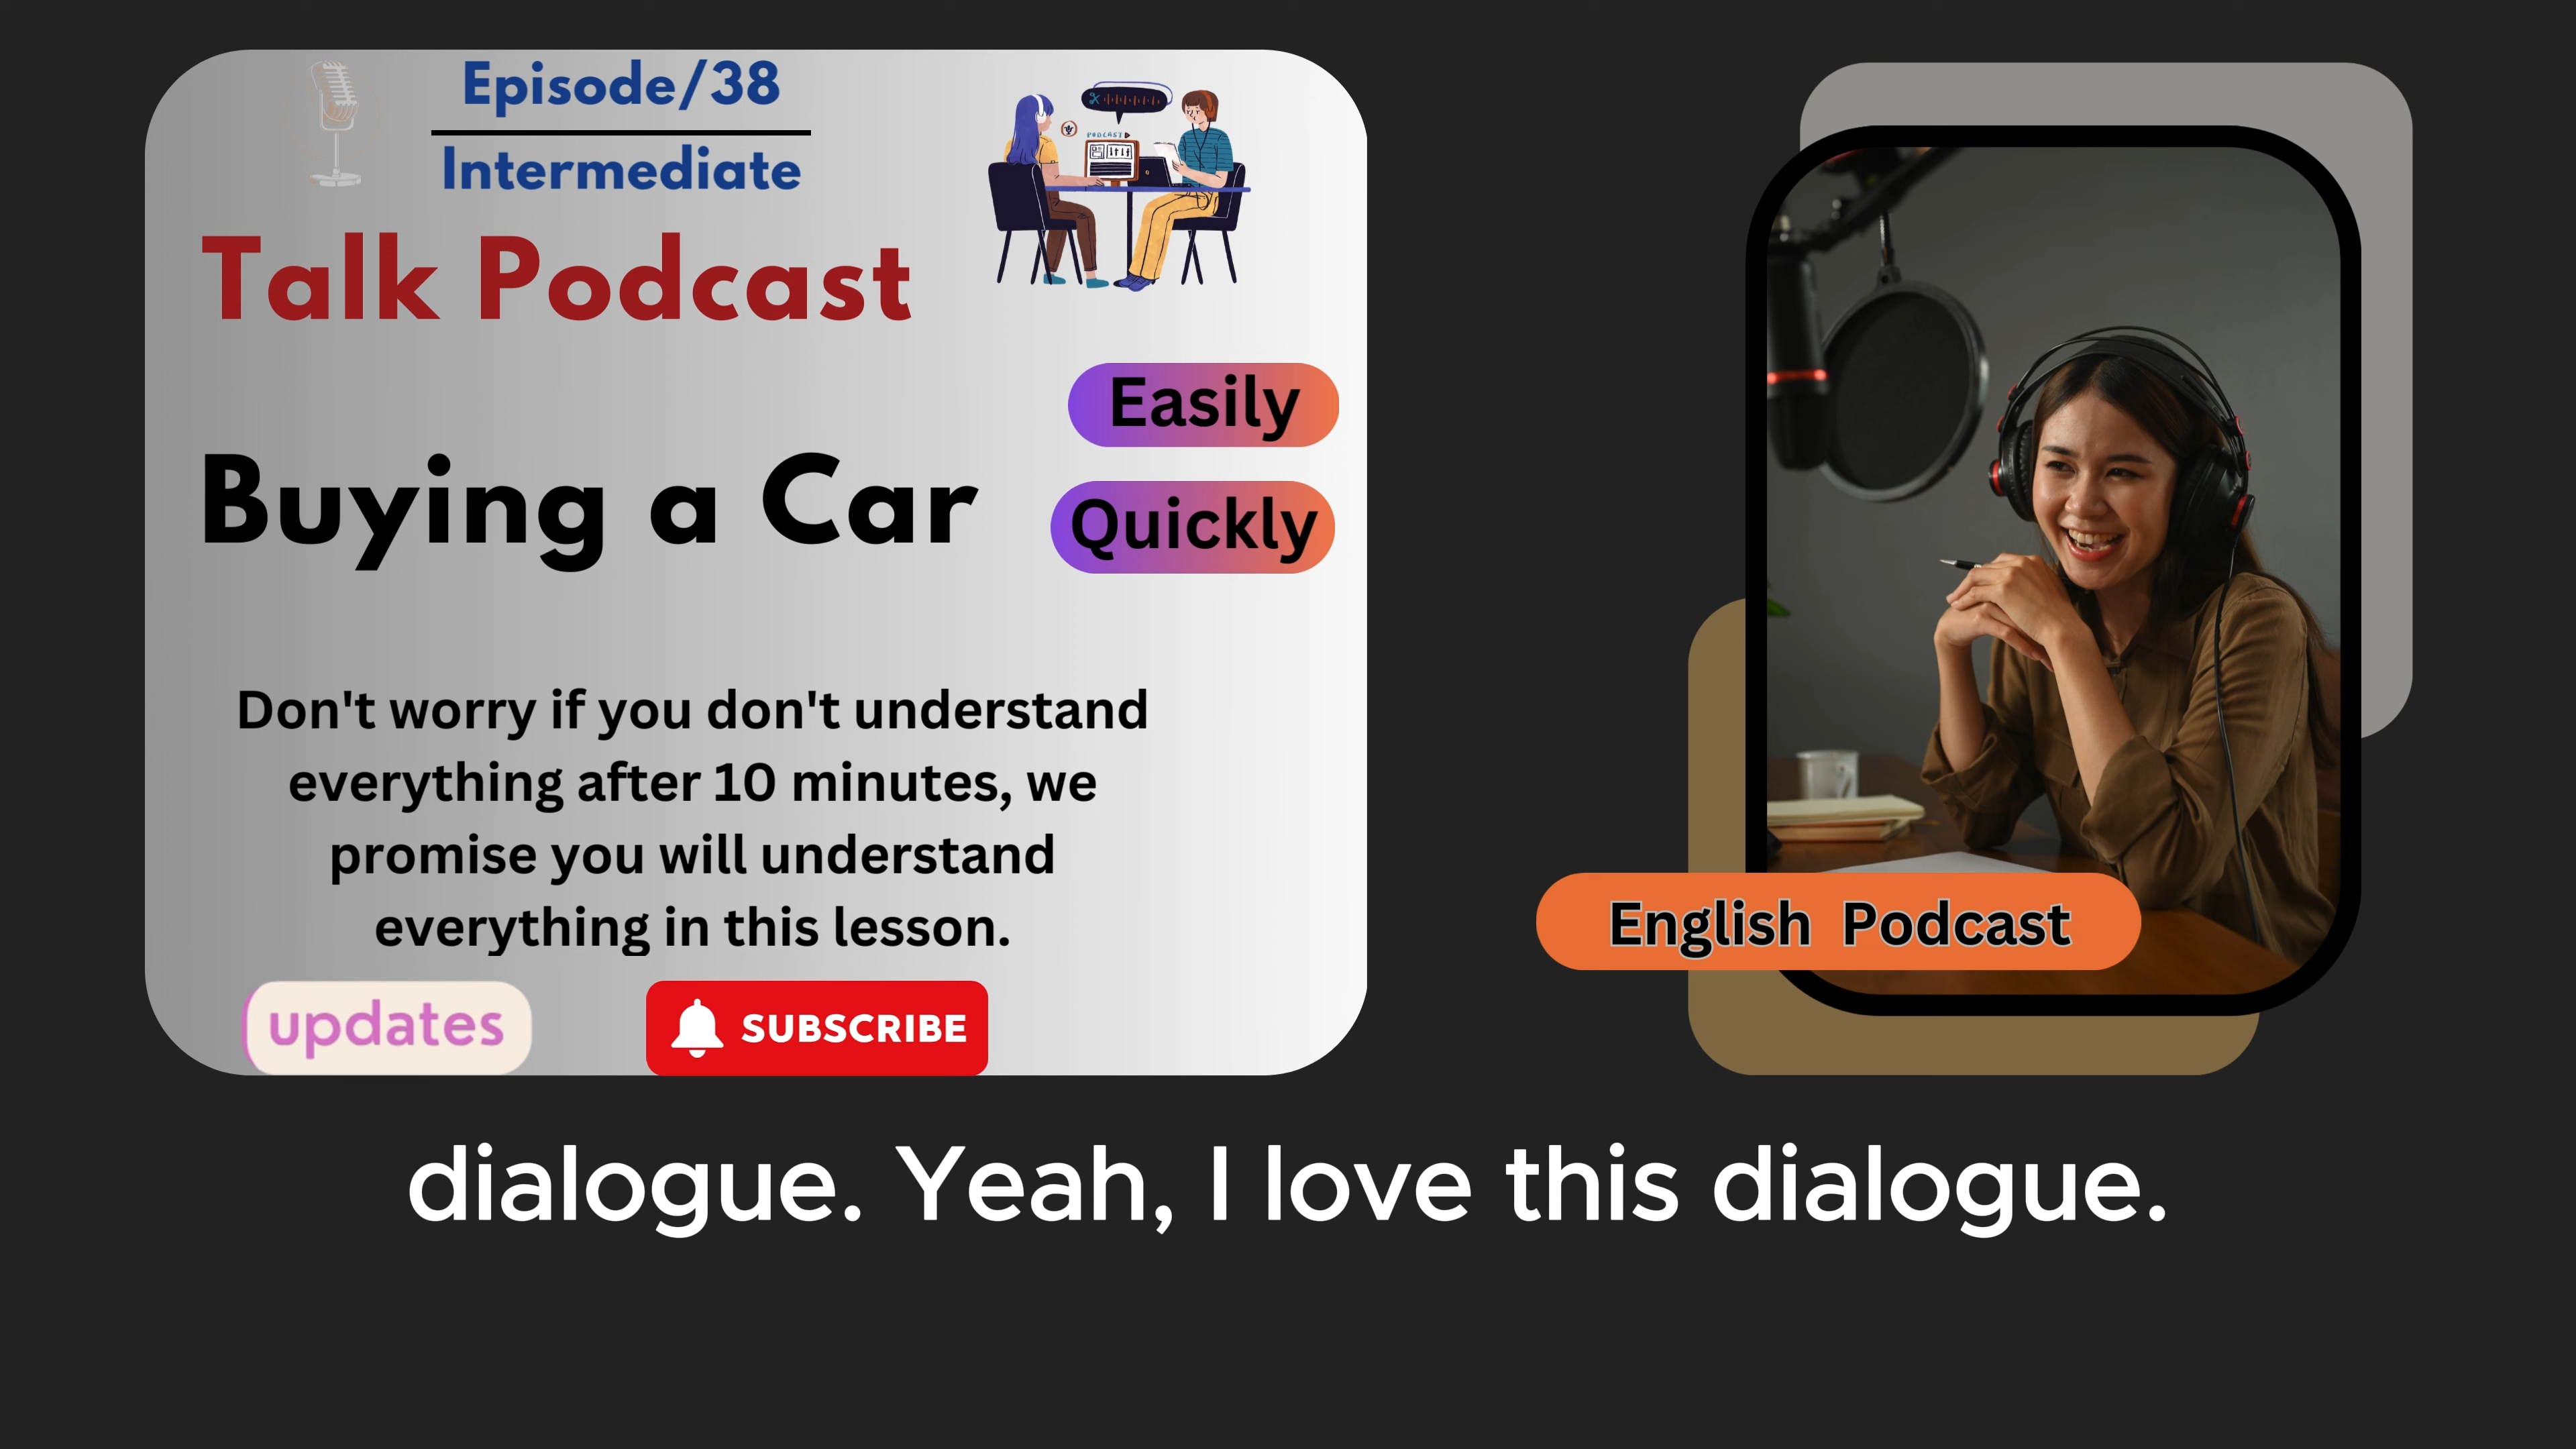 Episode/38
Intermediate
PODCAST
Talk Podcast
Easily
Buying a Car
Quickly
Don't worry if you don't understand
everything after 10 minutes, we
promise you will understand
everything in this lesson.
English Podcast
updates
SUBSCRIBE
dialogue. Yeah, I love this dialogue.